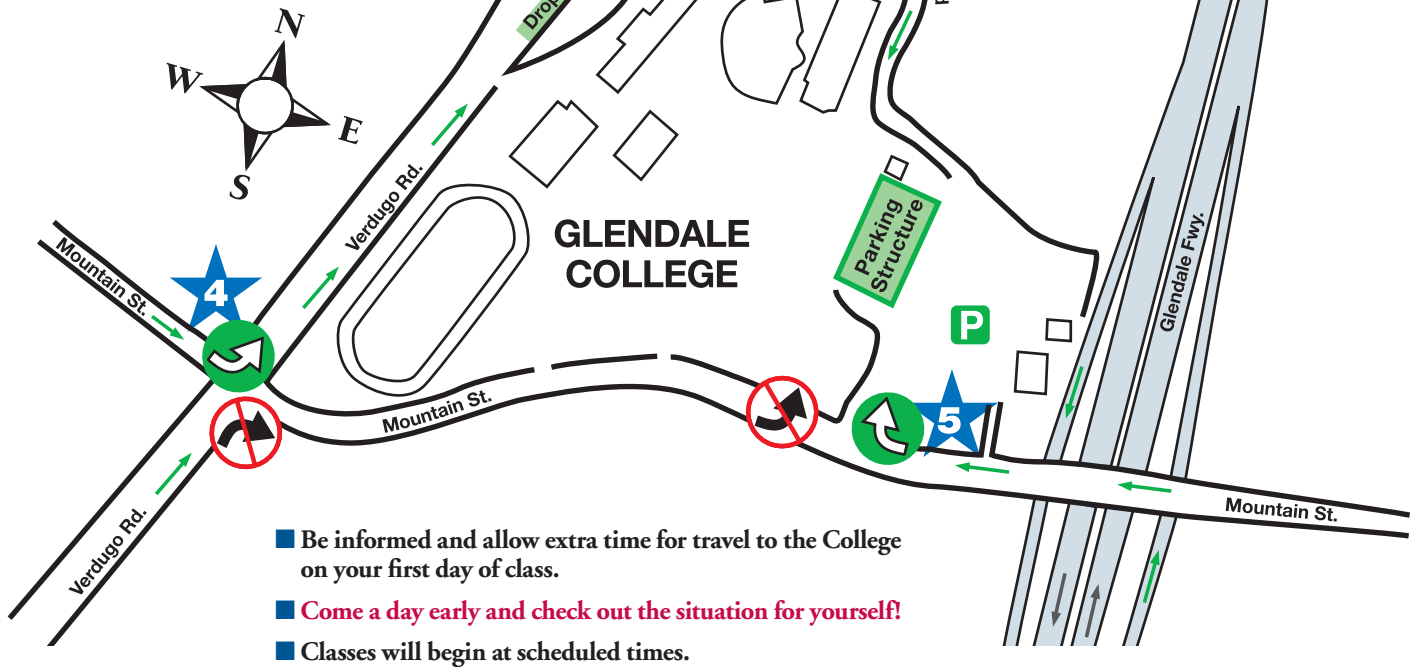 Drop
N
W
E
S
Verdugo Rd.
Mountain St.
4
GLENDALE
COLLEGE
Parking
Structure
P
Glendale Fwy.
5
Mountain St.
Mountain St.
Verdugo Rd.
■ Be informed and allow extra time for travel to the College
on your first day of class.
■ Come a day early and check out the situation for yourself!
■ Classes will begin at scheduled times.